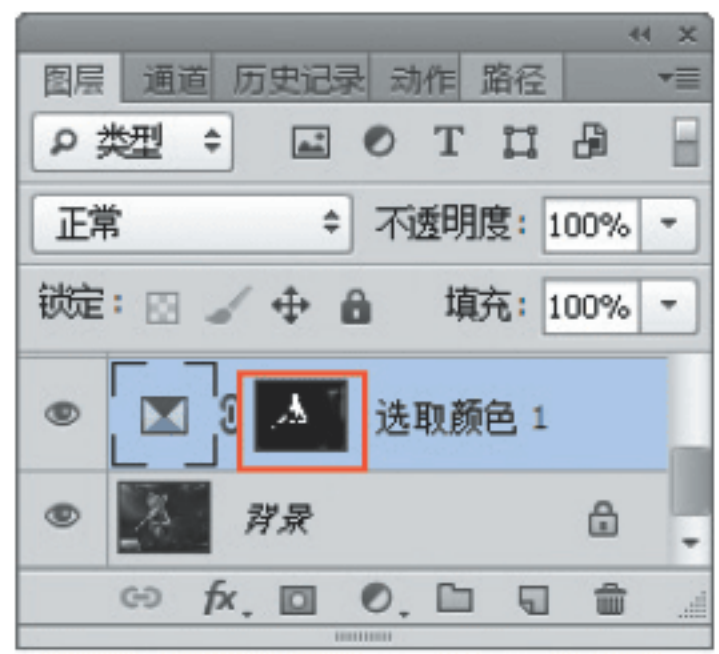 图层 通道 历史记录 动作 路径
类型 T
正常 不透明度: 100%
锁定: 填充: 100%
选取颜色 1
背景
fx.